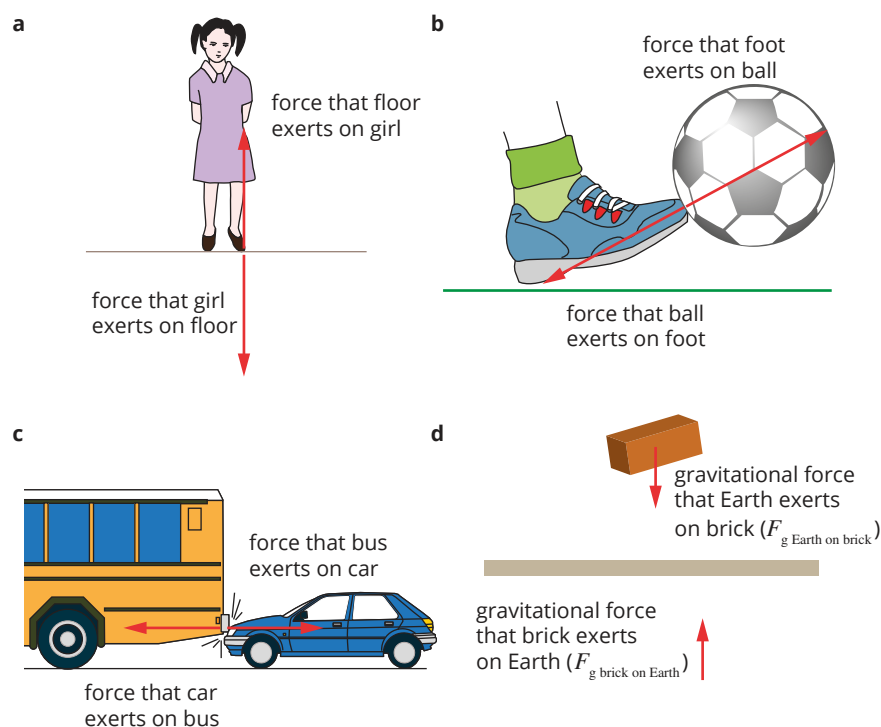 a
force that floor
exerts on girl
force that girl
exerts on floor
b
force that foot
exerts on ball
force that ball
exerts on foot
c
force that bus
exerts on car
force that car
exerts on bus
d
gravitational force
that Earth exerts
on brick (F g Earth on brick)
gravitational force
that brick exerts
on Earth (F g brick on Earth)